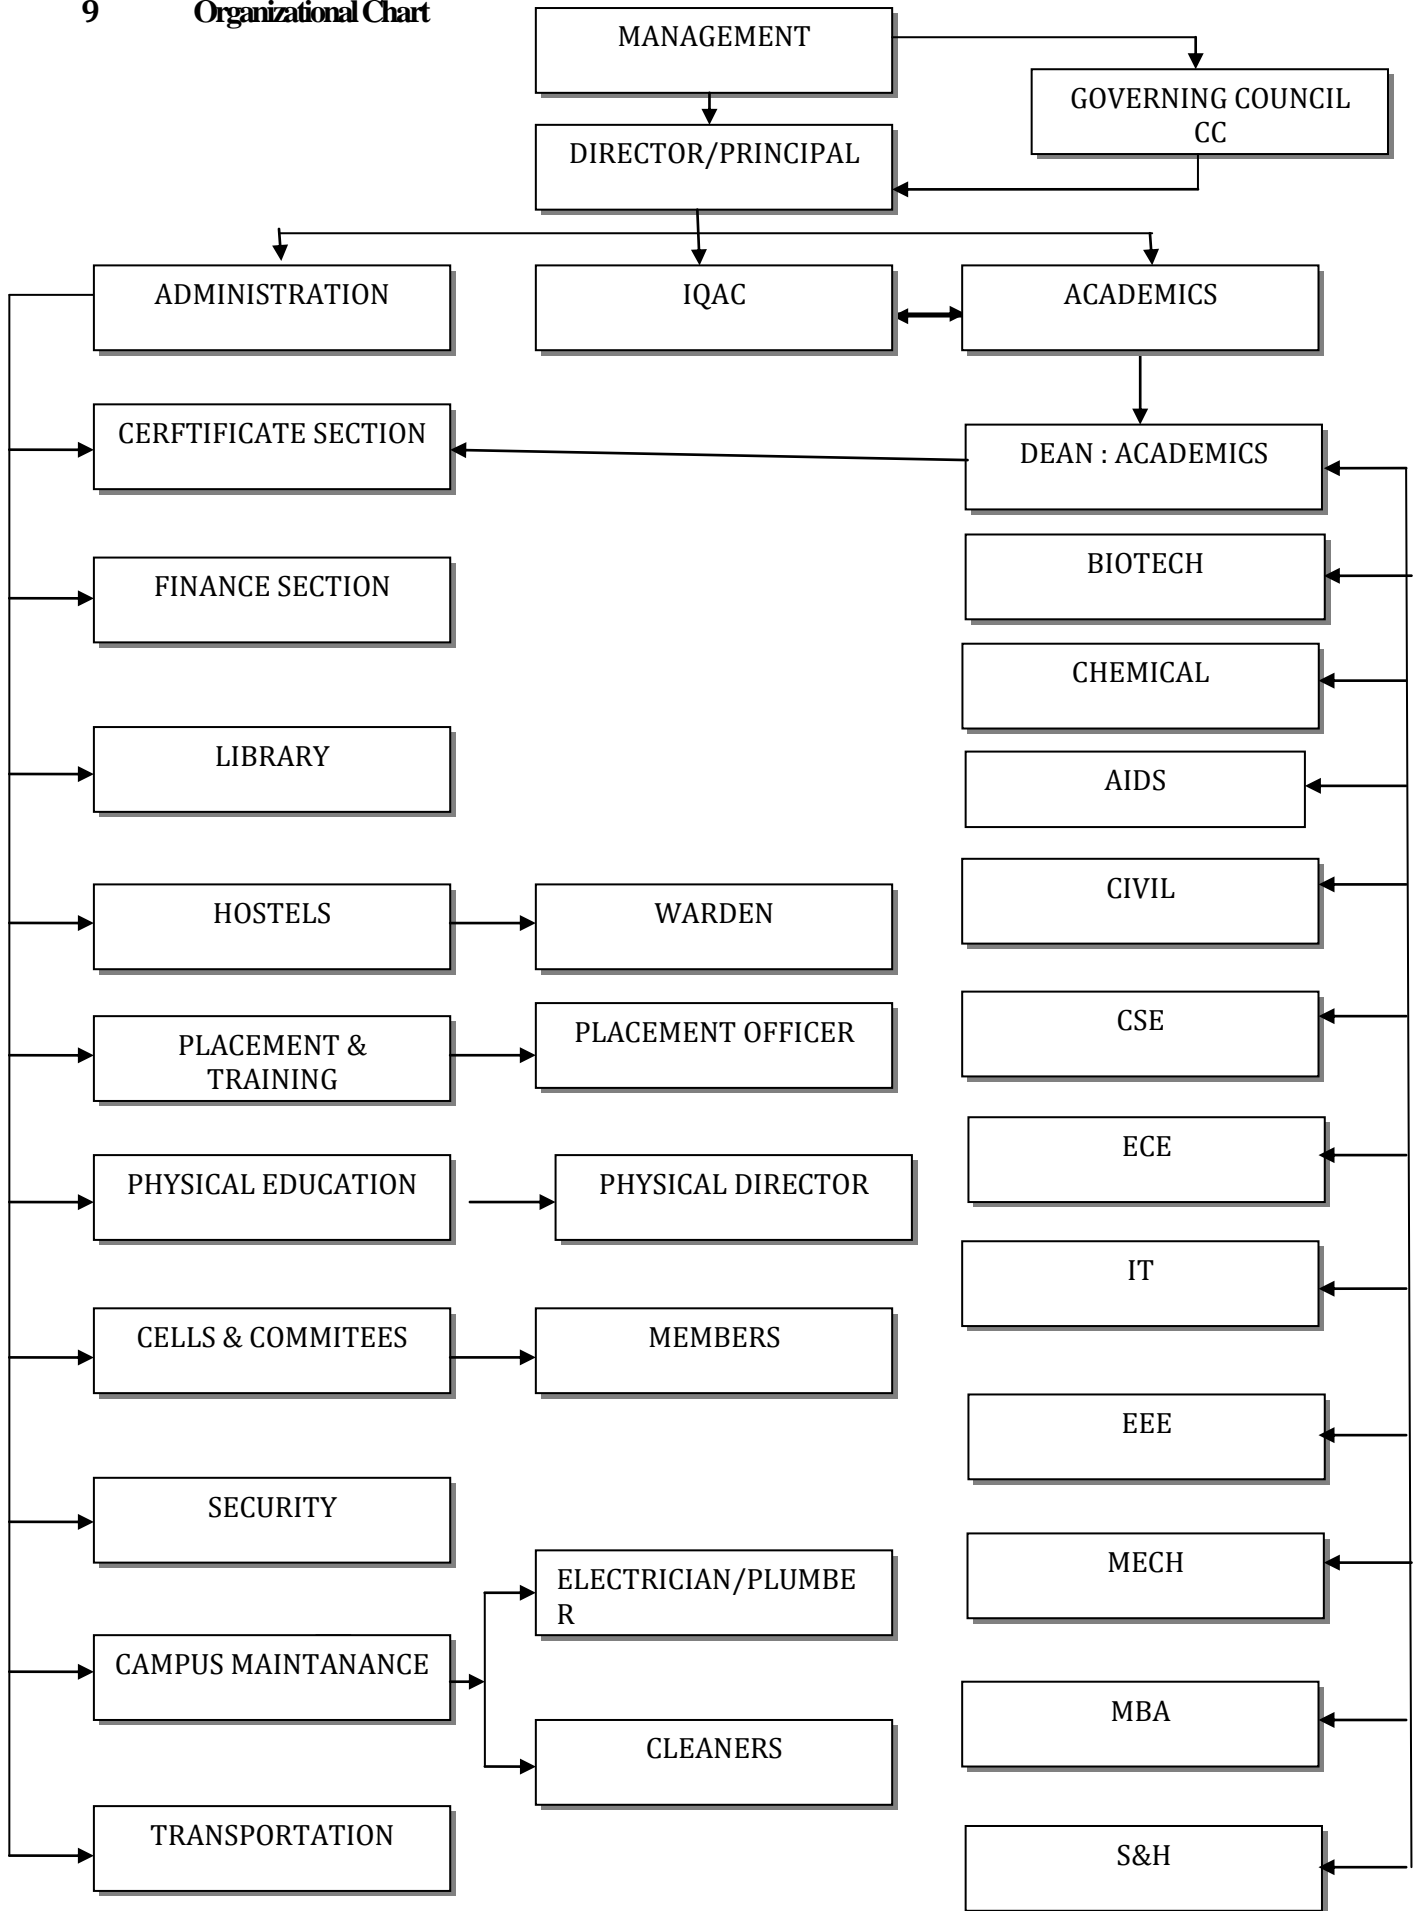 9 Organizational Chart
MANAGEMENT
GOVERNING COUNCIL
CC
DIRECTOR/PRINCIPAL
ADMINISTRATION
IQAC
ACADEMICS
CERFTIFICATE SECTION
DEAN : ACADEMICS
BIOTECH
FINANCE SECTION
CHEMICAL
LIBRARY
AIDS
HOSTELS
WARDEN
CIVIL
PLACEMENT &
TRAINING
PLACEMENT OFFICER
CSE
PHYSICAL EDUCATION
PHYSICAL DIRECTOR
ECE
IT
CELLS & COMMITEES
MEMBERS
EEE
SECURITY
ELECTRICIAN/PLUMBE
R
MECH
CAMPUS MAINTANANCE
MBA
CLEANERS
TRANSPORTATION
S&H